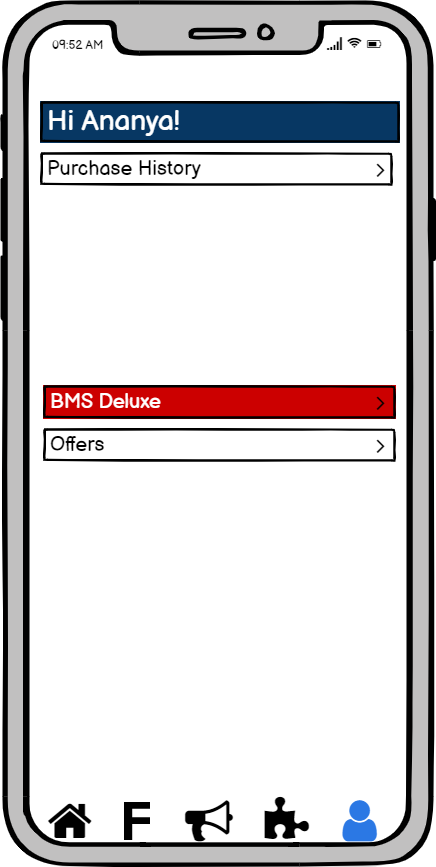 09:52 AM
Hi Ananya!
Purchase History
BMS Deluxe
Offers
F